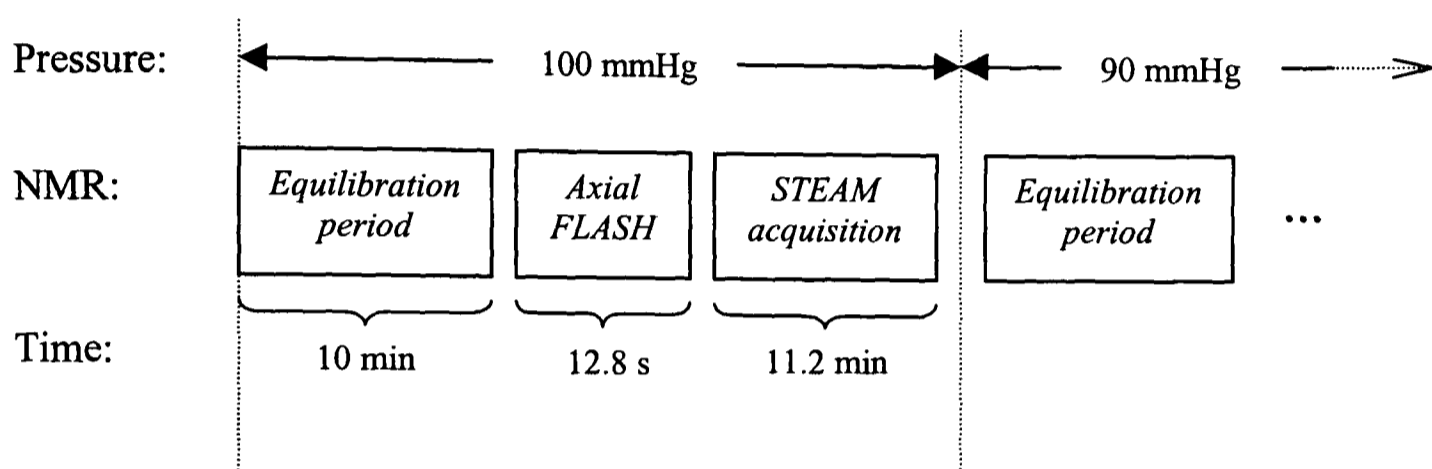 Pressure: 100 mmHg 90 mmHg
NMR: Equilibration period Axial FLASH STEAM acquisition Equilibration period ...
Time: 10 min 12.8 s 11.2 min